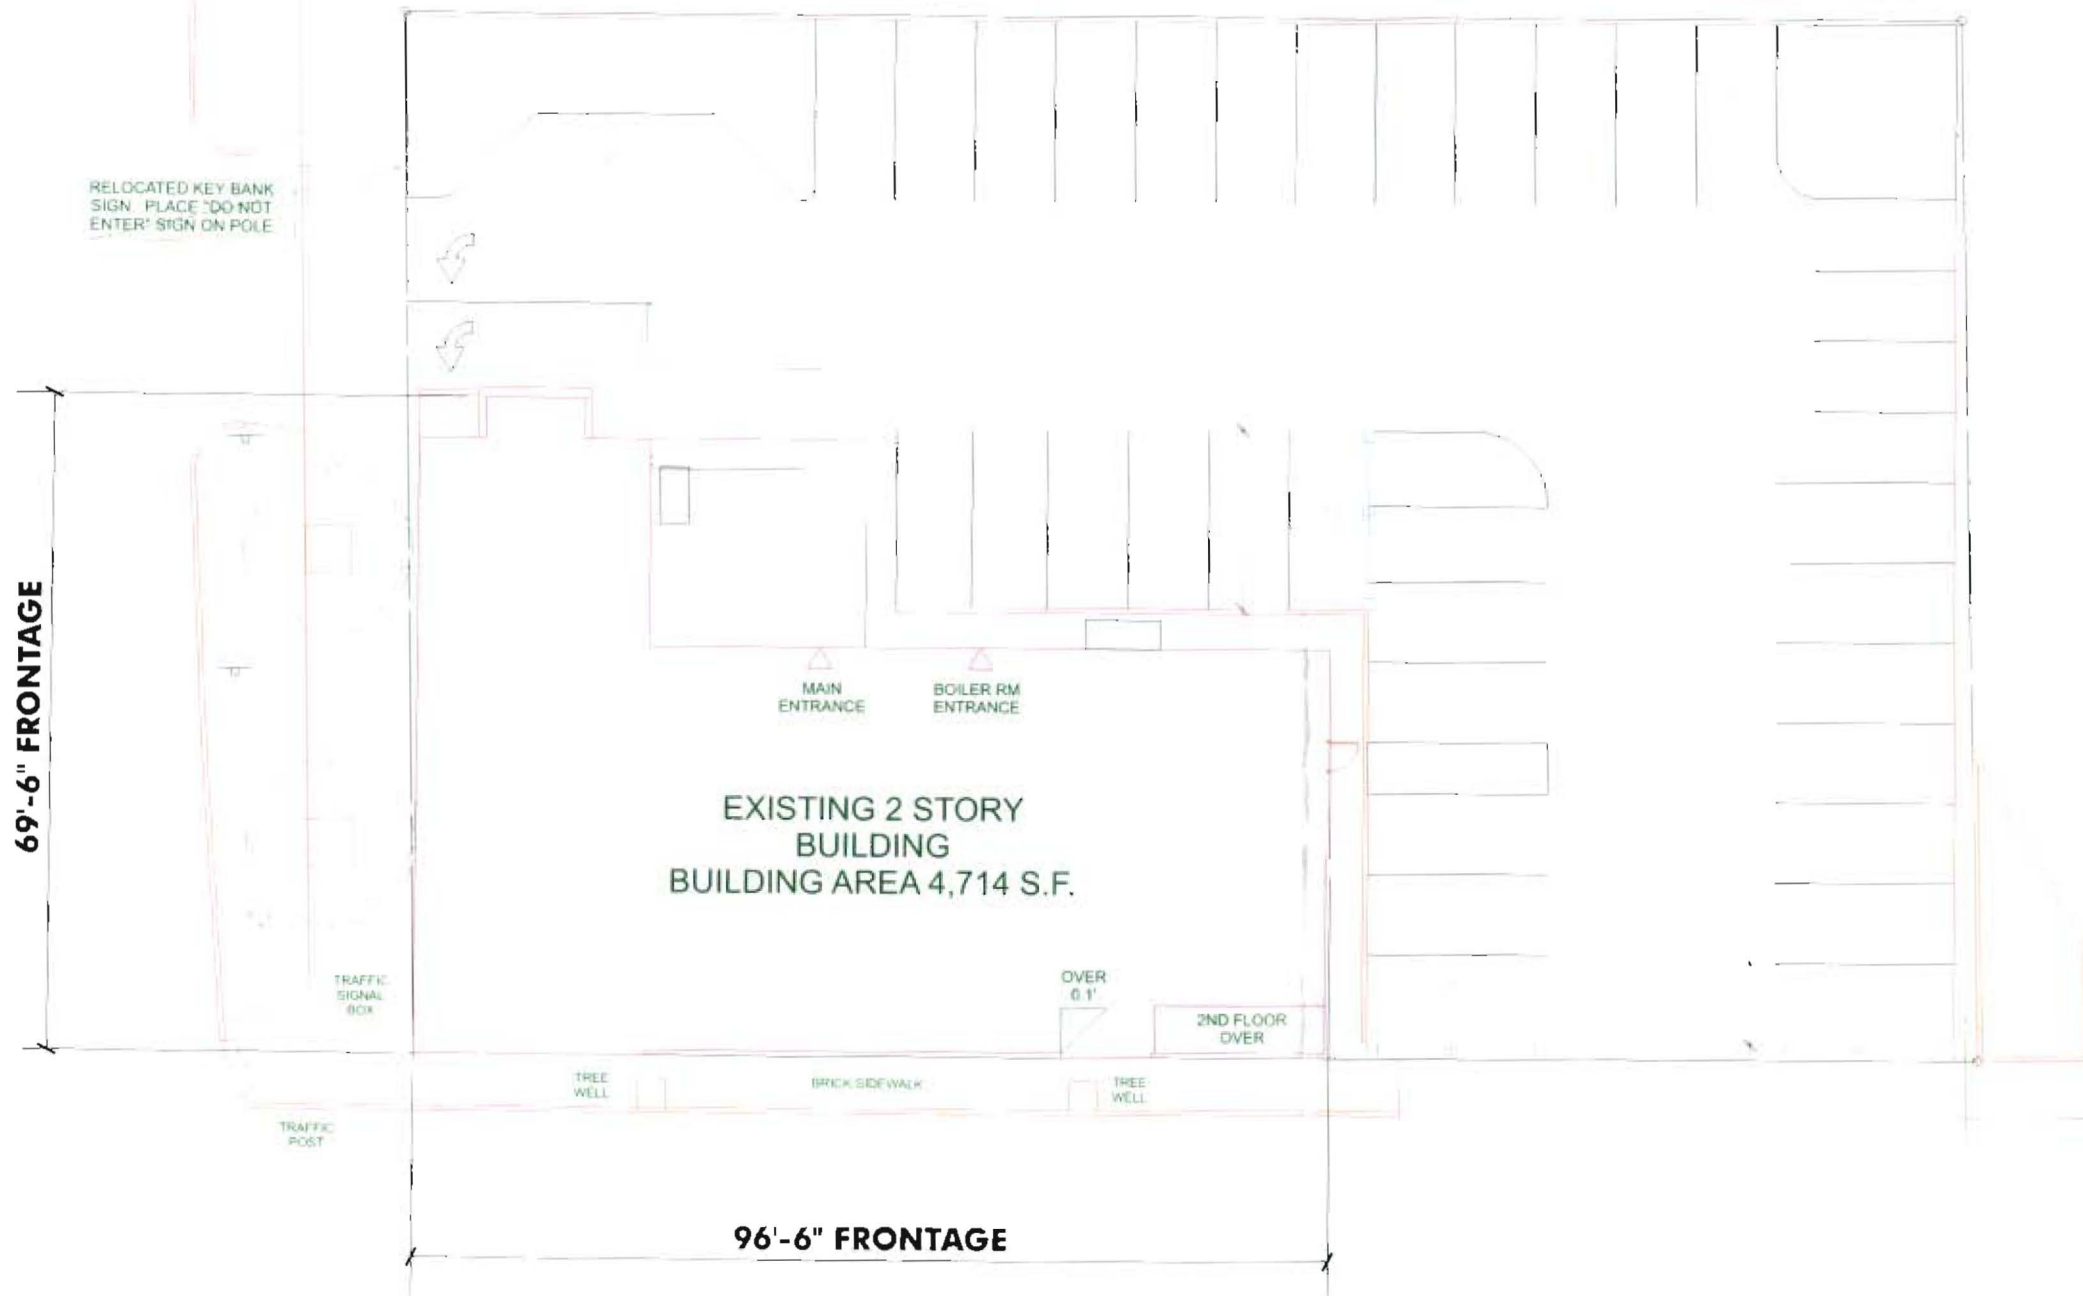 RELOCATED KEY BANK
SIGN PLACE "DO NOT
ENTER" SIGN ON POLE
69'-6" FRONTAGE
MAIN
ENTRANCE
BOILER RM
ENTRANCE
EXISTING 2 STORY
BUILDING
BUILDING AREA 4,714 S.F.
TRAFFIC
SIGNAL
BOX
OVER
0.1'
2ND FLOOR
OVER
TREE
WELL
BRICK SIDEWALK
TREE
WELL
TRAFFIC
POST
96'-6" FRONTAGE